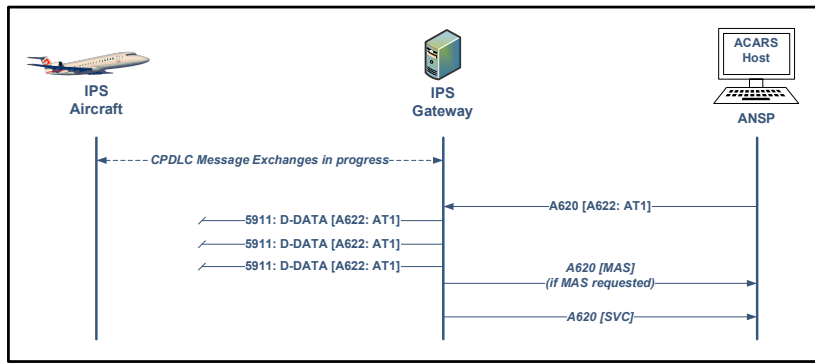 ACARS
Host
IPS
Aircraft
IPS
Gateway
ANSP
CPDLC Message Exchanges in progress
A620 [A622: AT1]
5911: D-DATA [A622: AT1]
5911: D-DATA [A622: AT1]
5911: D-DATA [A622: AT1]
A620 [MAS]
(if MAS requested)
A620 [SVC]